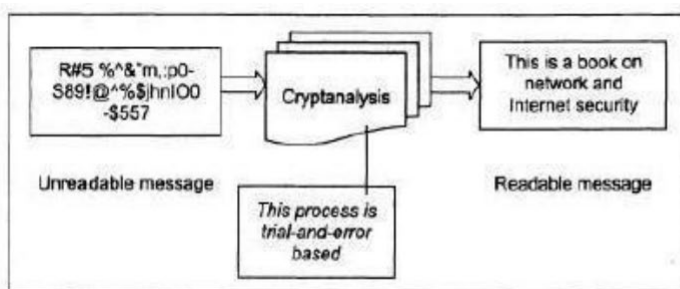 R#5 %^&*m,:p0-
S89!@^%$jhnIO0
-$557
Cryptanalysis
This is a book on
network and
Internet security
Unreadable message
Readable message
This process is
trial-and-error
based